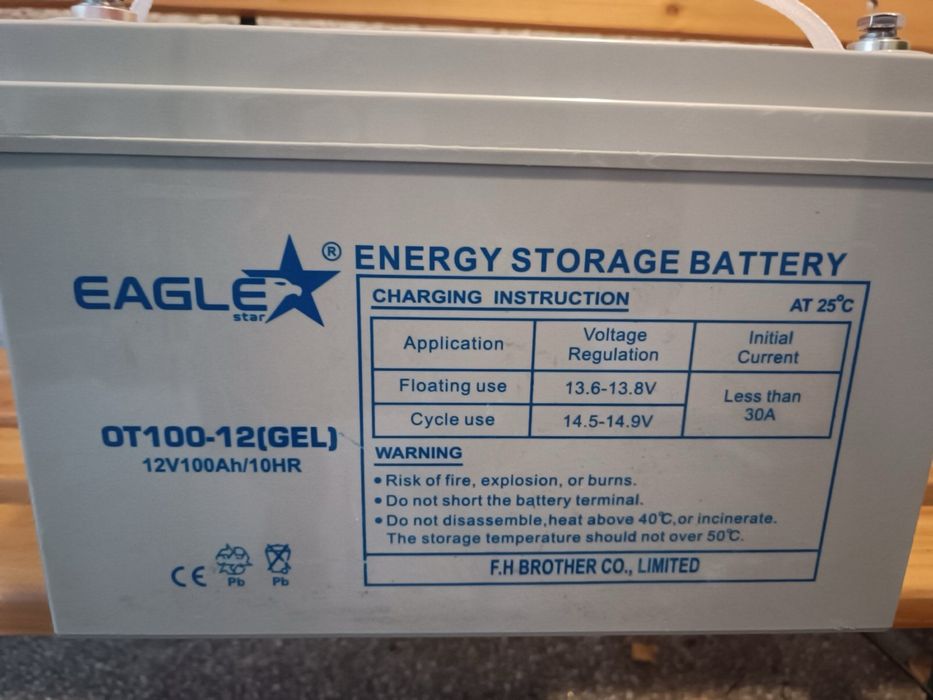 EAGLE
star
®
ENERGY STORAGE BATTERY
CHARGING INSTRUCTION
AT 25°C
Application
Voltage Regulation
Initial Current
Floating use
13.6-13.8V
Less than 30A
Cycle use
14.5-14.9V
OT100-12(GEL)
12V100Ah/10HR
WARNING
• Risk of fire, explosion, or burns.
• Do not short the battery terminal.
• Do not disassemble,heat above 40℃,or incinerate.
The storage temperature should not over 50℃.
F.H BROTHER CO., LIMITED
CE
Pb
Pb